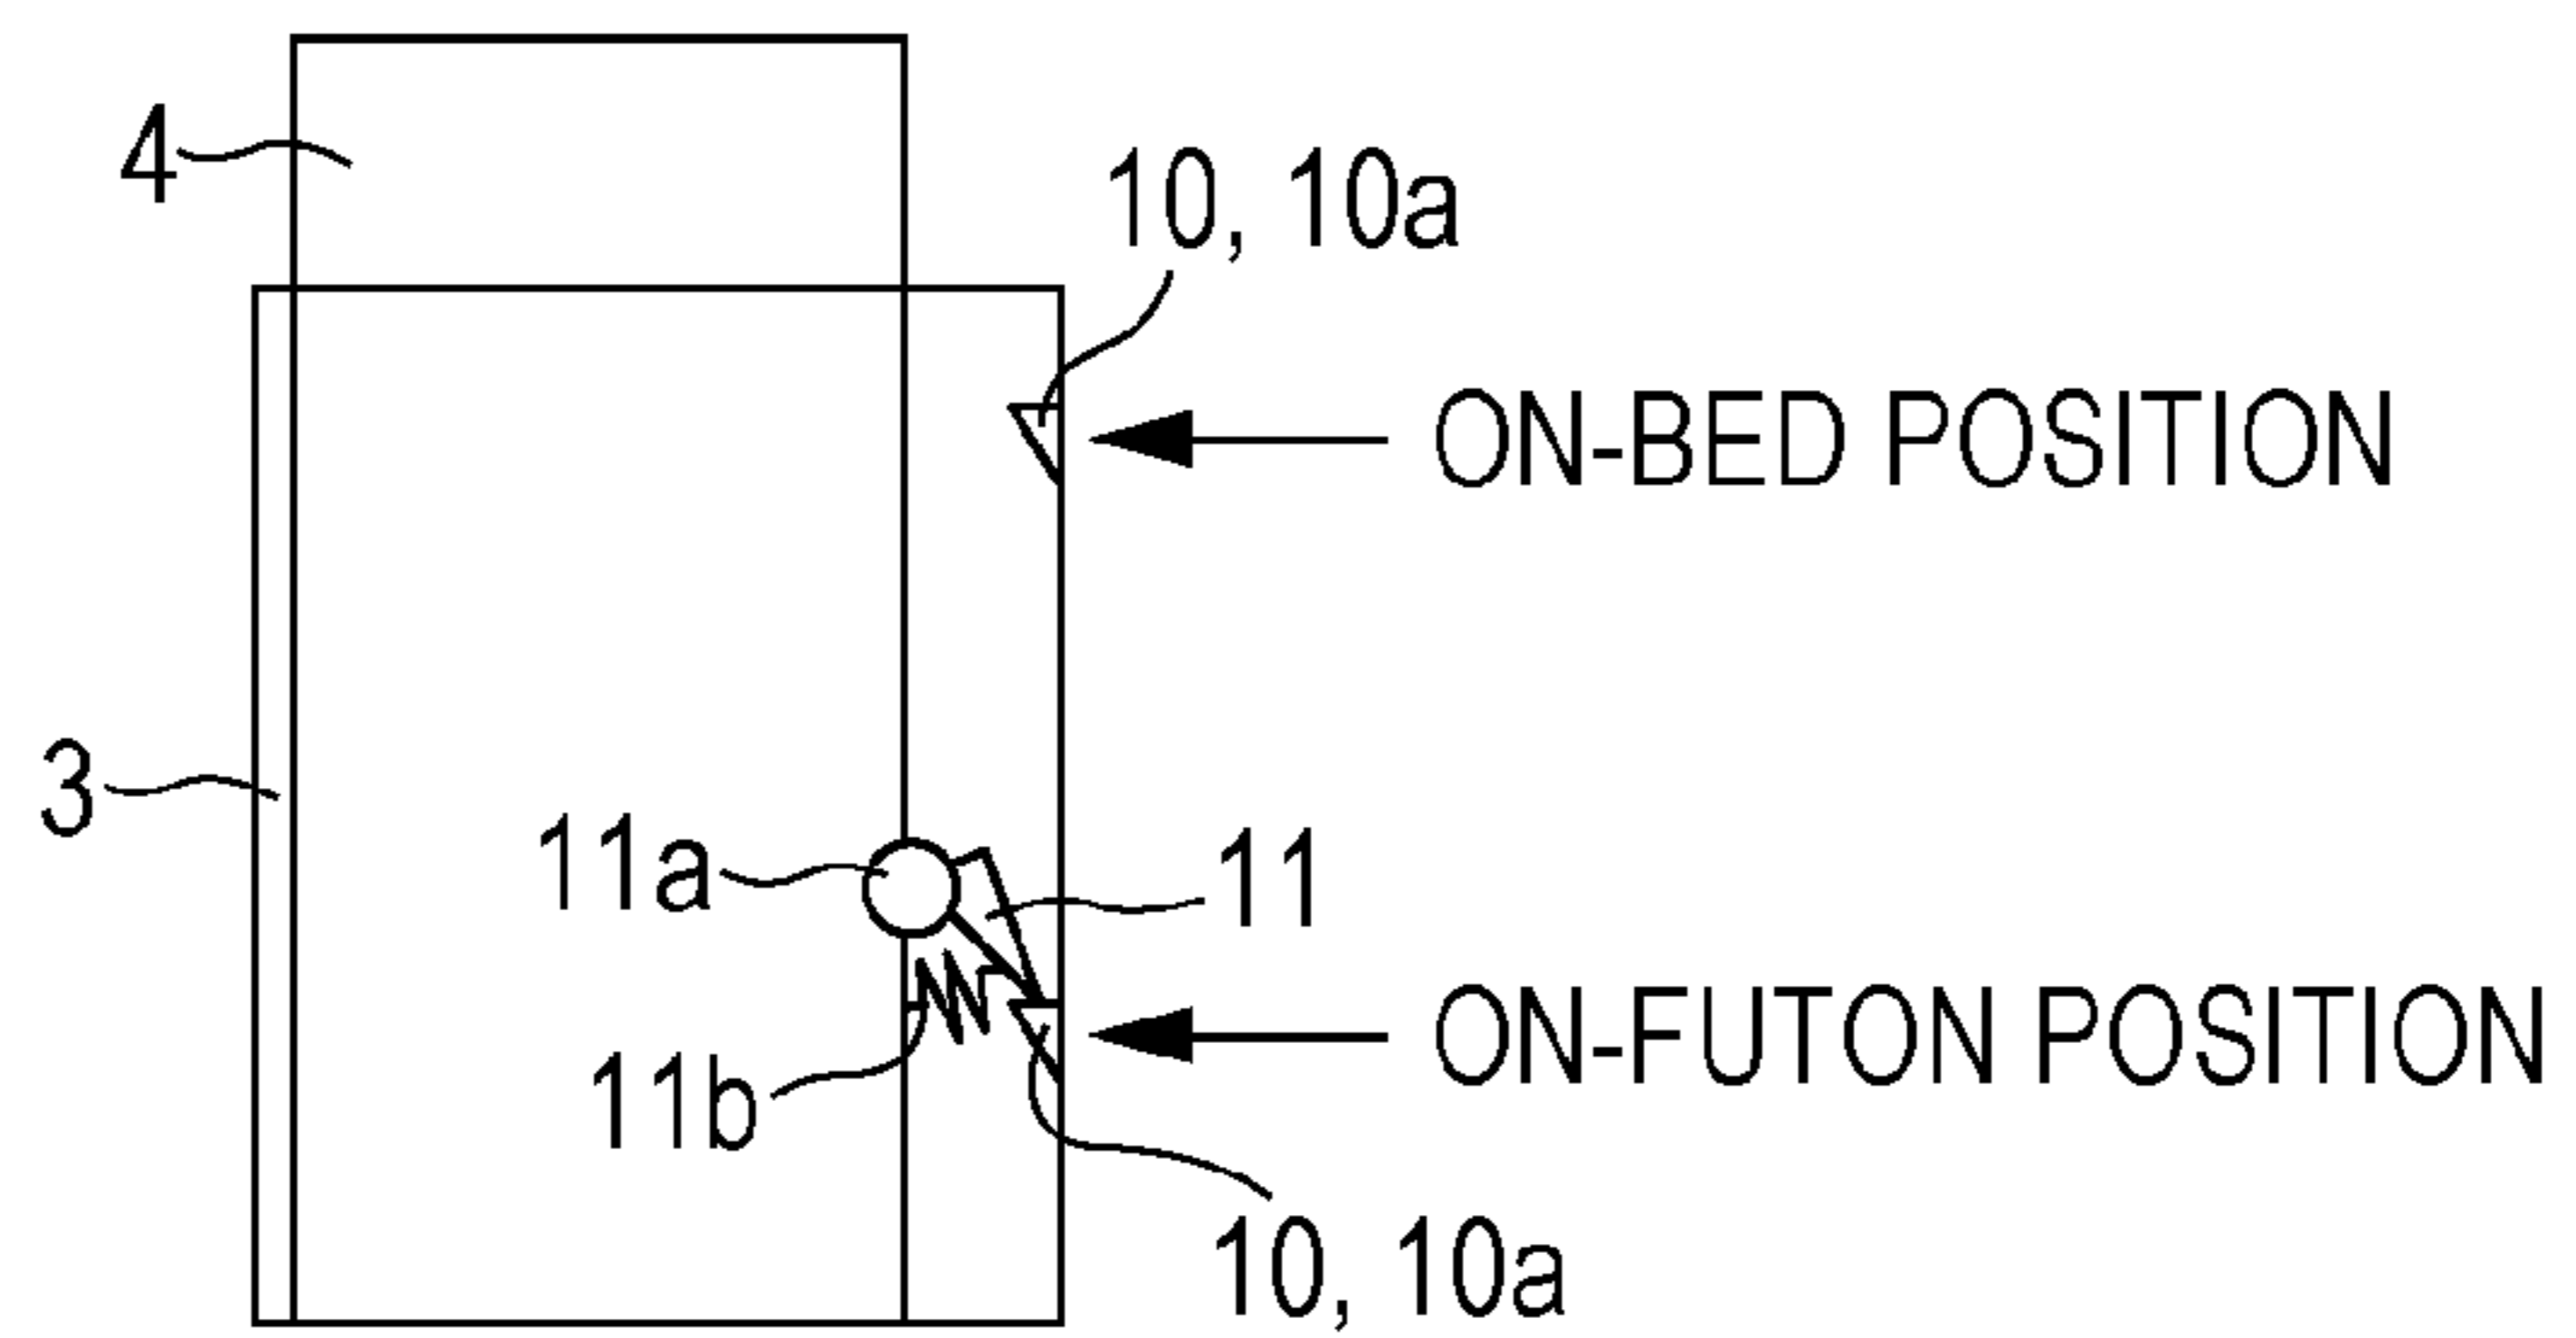 4
10, 10a
ON-BED POSITION
3
11a
11
ON-FUTON POSITION
11b
10, 10a